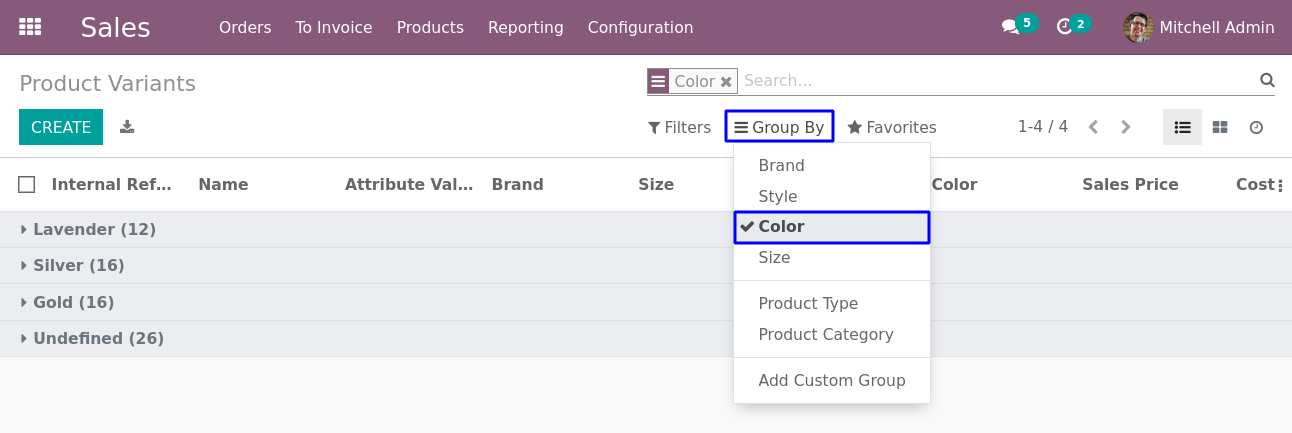 Sales Orders To Invoice Products Reporting Configuration 5 2 Mitchell Admin
Product Variants
Color Search...
CREATE
Filters Group By Favorites 1-4 / 4
Internal Ref... Name Attribute Val... Brand Size Color Sales Price Cost
Lavender (12)
Silver (16)
Gold (16)
Undefined (26)
Brand
Style
Color
Size
Product Type
Product Category
Add Custom Group